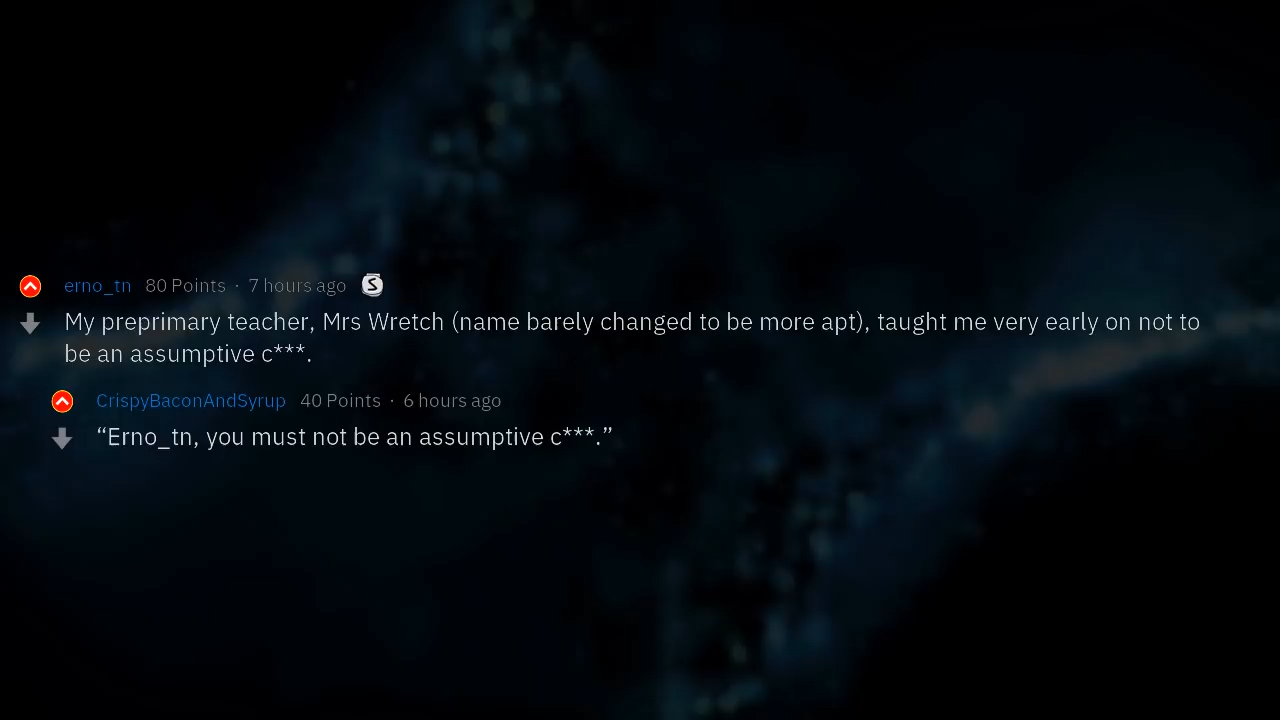 erno_tn 80 Points · 7 hours ago S
My preprimary teacher, Mrs Wretch (name barely changed to be more apt), taught me very early on not to
be an assumptive c***.
CrispyBaconAndSyrup 40 Points · 6 hours ago
“Erno_tn, you must not be an assumptive c***.”